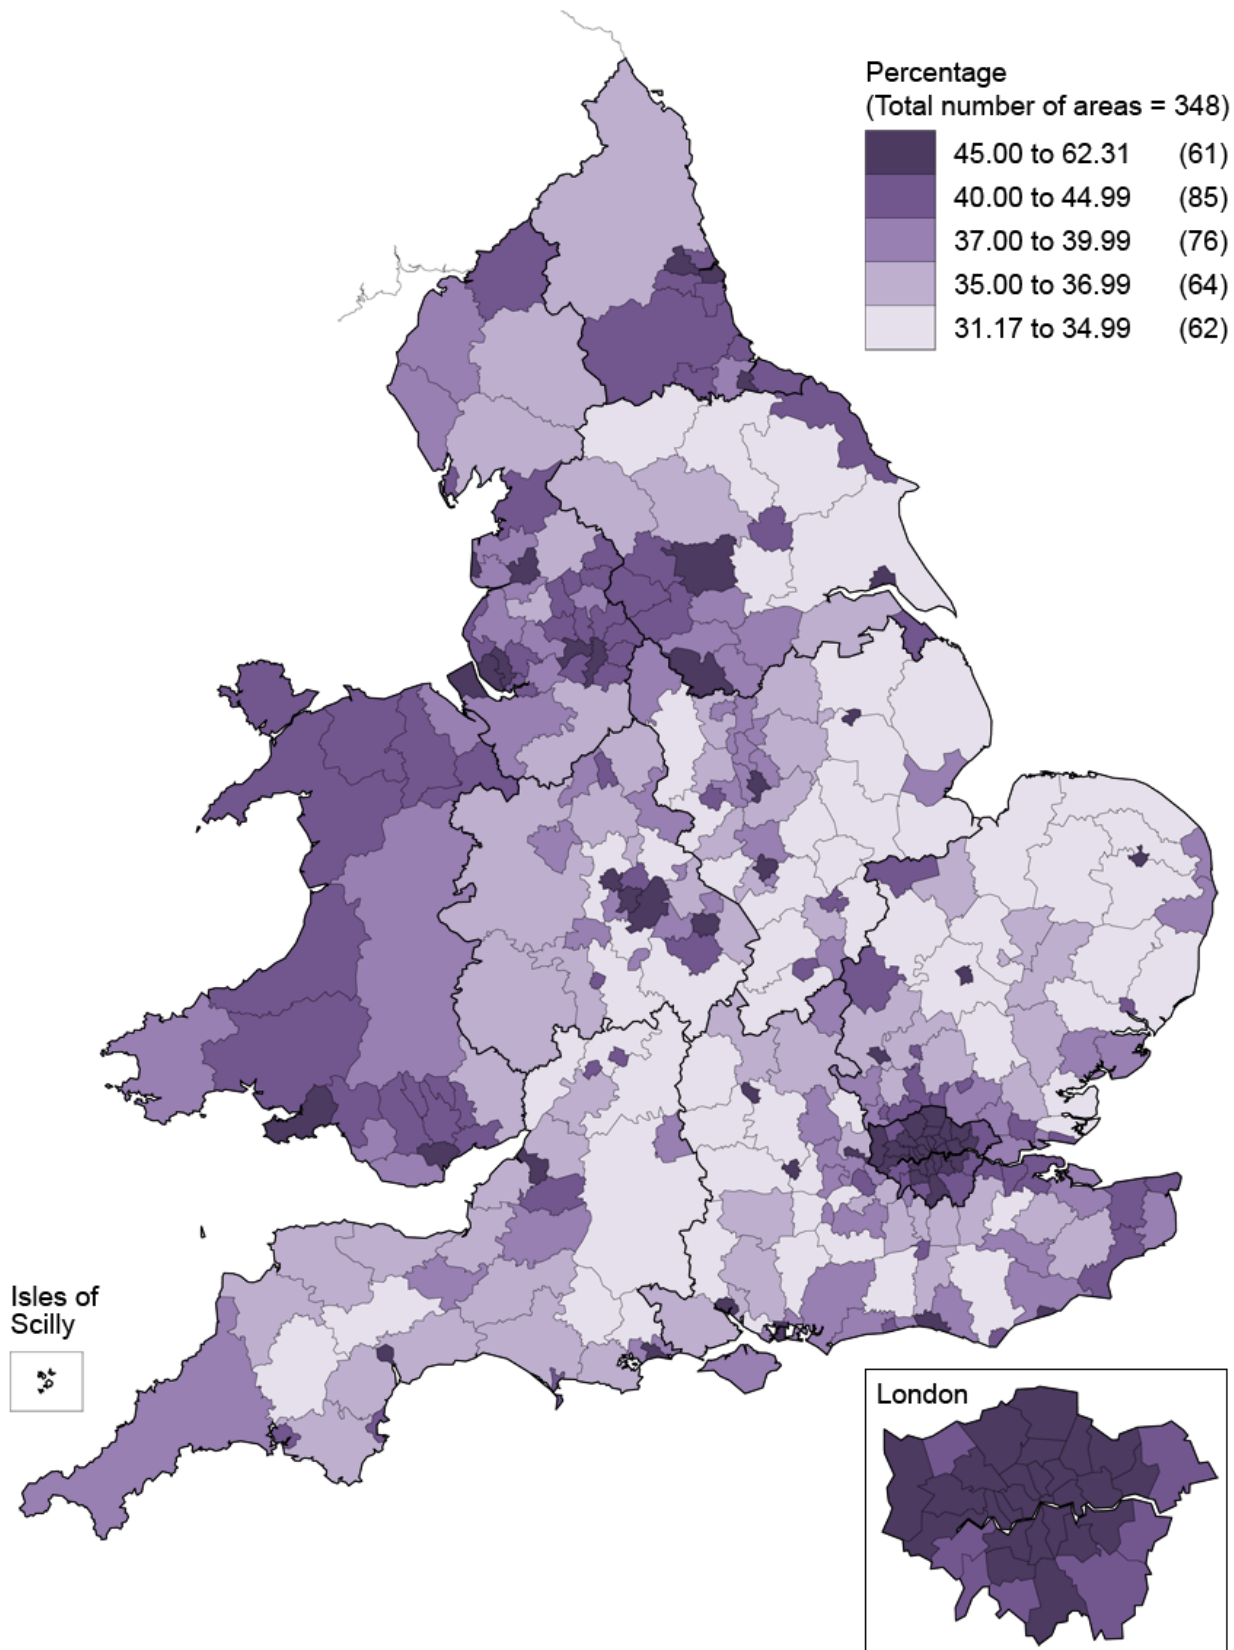 Percentage
(Total number of areas = 348)
45.00 to 62.31 (61)
40.00 to 44.99 (85)
37.00 to 39.99 (76)
35.00 to 36.99 (64)
31.17 to 34.99 (62)
Isles of
Scilly
London